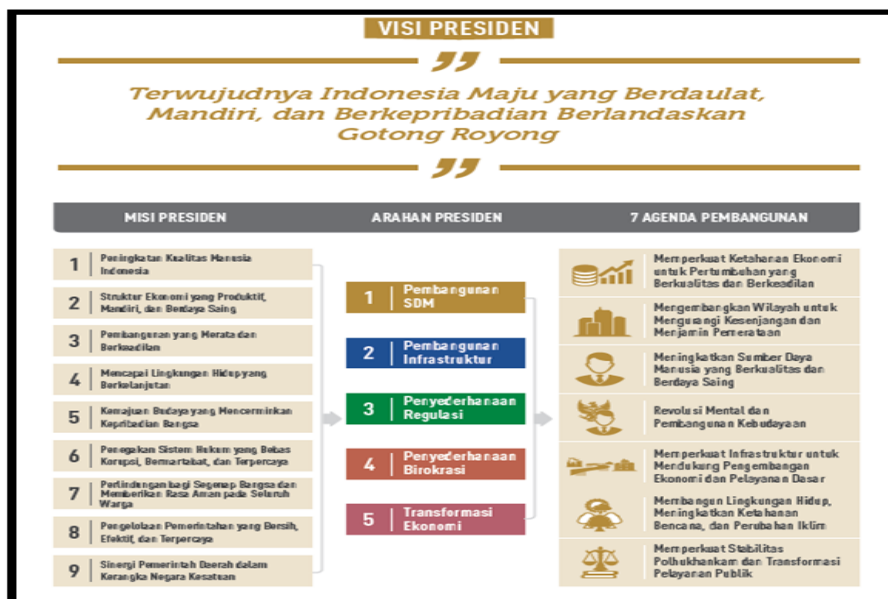 VISI PRESIDEN
Terwujudnya Indonesia Maju yang Berdaulat,
Mandiri, dan Berkepribadian Berlandaskan
Gotong Royong
MISI PRESIDEN
1
Peningkatan Kualitas Manusia
Indonesia
2
Struktur Ekonomi yang Produktif,
Mandiri, dan Berdaya Saing
3
Pembangunan yang Merata dan
Berkeadilan
4
Mencapai Lingkungan Hidup yang
Berkelanjutan
5
Kemajuan Budaya yang Mencerminkan
Kepribadian Bangsa
6
Penegakan Sistem Hukum yang Bebas
Korupsi, Bermartabat, dan Terpercaya
7
Perlindungan bagi Segenap Bangsa dan
Memberikan Rasa Aman pada Seluruh
Warga
8
Pengelolaan Pemerintahan yang Bersih,
Efektif, dan Terpercaya
9
Sinergi Pemerintah Daerah dalam
Kerangka Negara Kesatuan
ARAHAN PRESIDEN
1
Pembangunan
SDM
2
Pembangunan
Infrastruktur
3
Penyederhanaan
Regulasi
4
Penyederhanaan
Birokrasi
5
Transformasi
Ekonomi
7 AGENDA PEMBANGUNAN
Memperkuat Ketahanan Ekonomi
untuk Pertumbuhan yang
Berkualitas dan Berkeadilan
Mengembangkan Wilayah untuk
Mengurangi Kesenjangan dan
Menjamin Pemerataan
Meningkatkan Sumber Daya
Manusia yang Berkualitas dan
Berdaya Saing
Revolusi Mental dan
Pembangunan Kebudayaan
Memperkuat Infrastruktur untuk
Mendukung Pengembangan
Ekonomi dan Pelayanan Dasar
Membangun Lingkungan Hidup,
Meningkatkan Ketahanan
Bencana, dan Perubahan Iklim
Memperkuat Stabilitas
Polhukhankam dan Transformasi
Pelayanan Publik